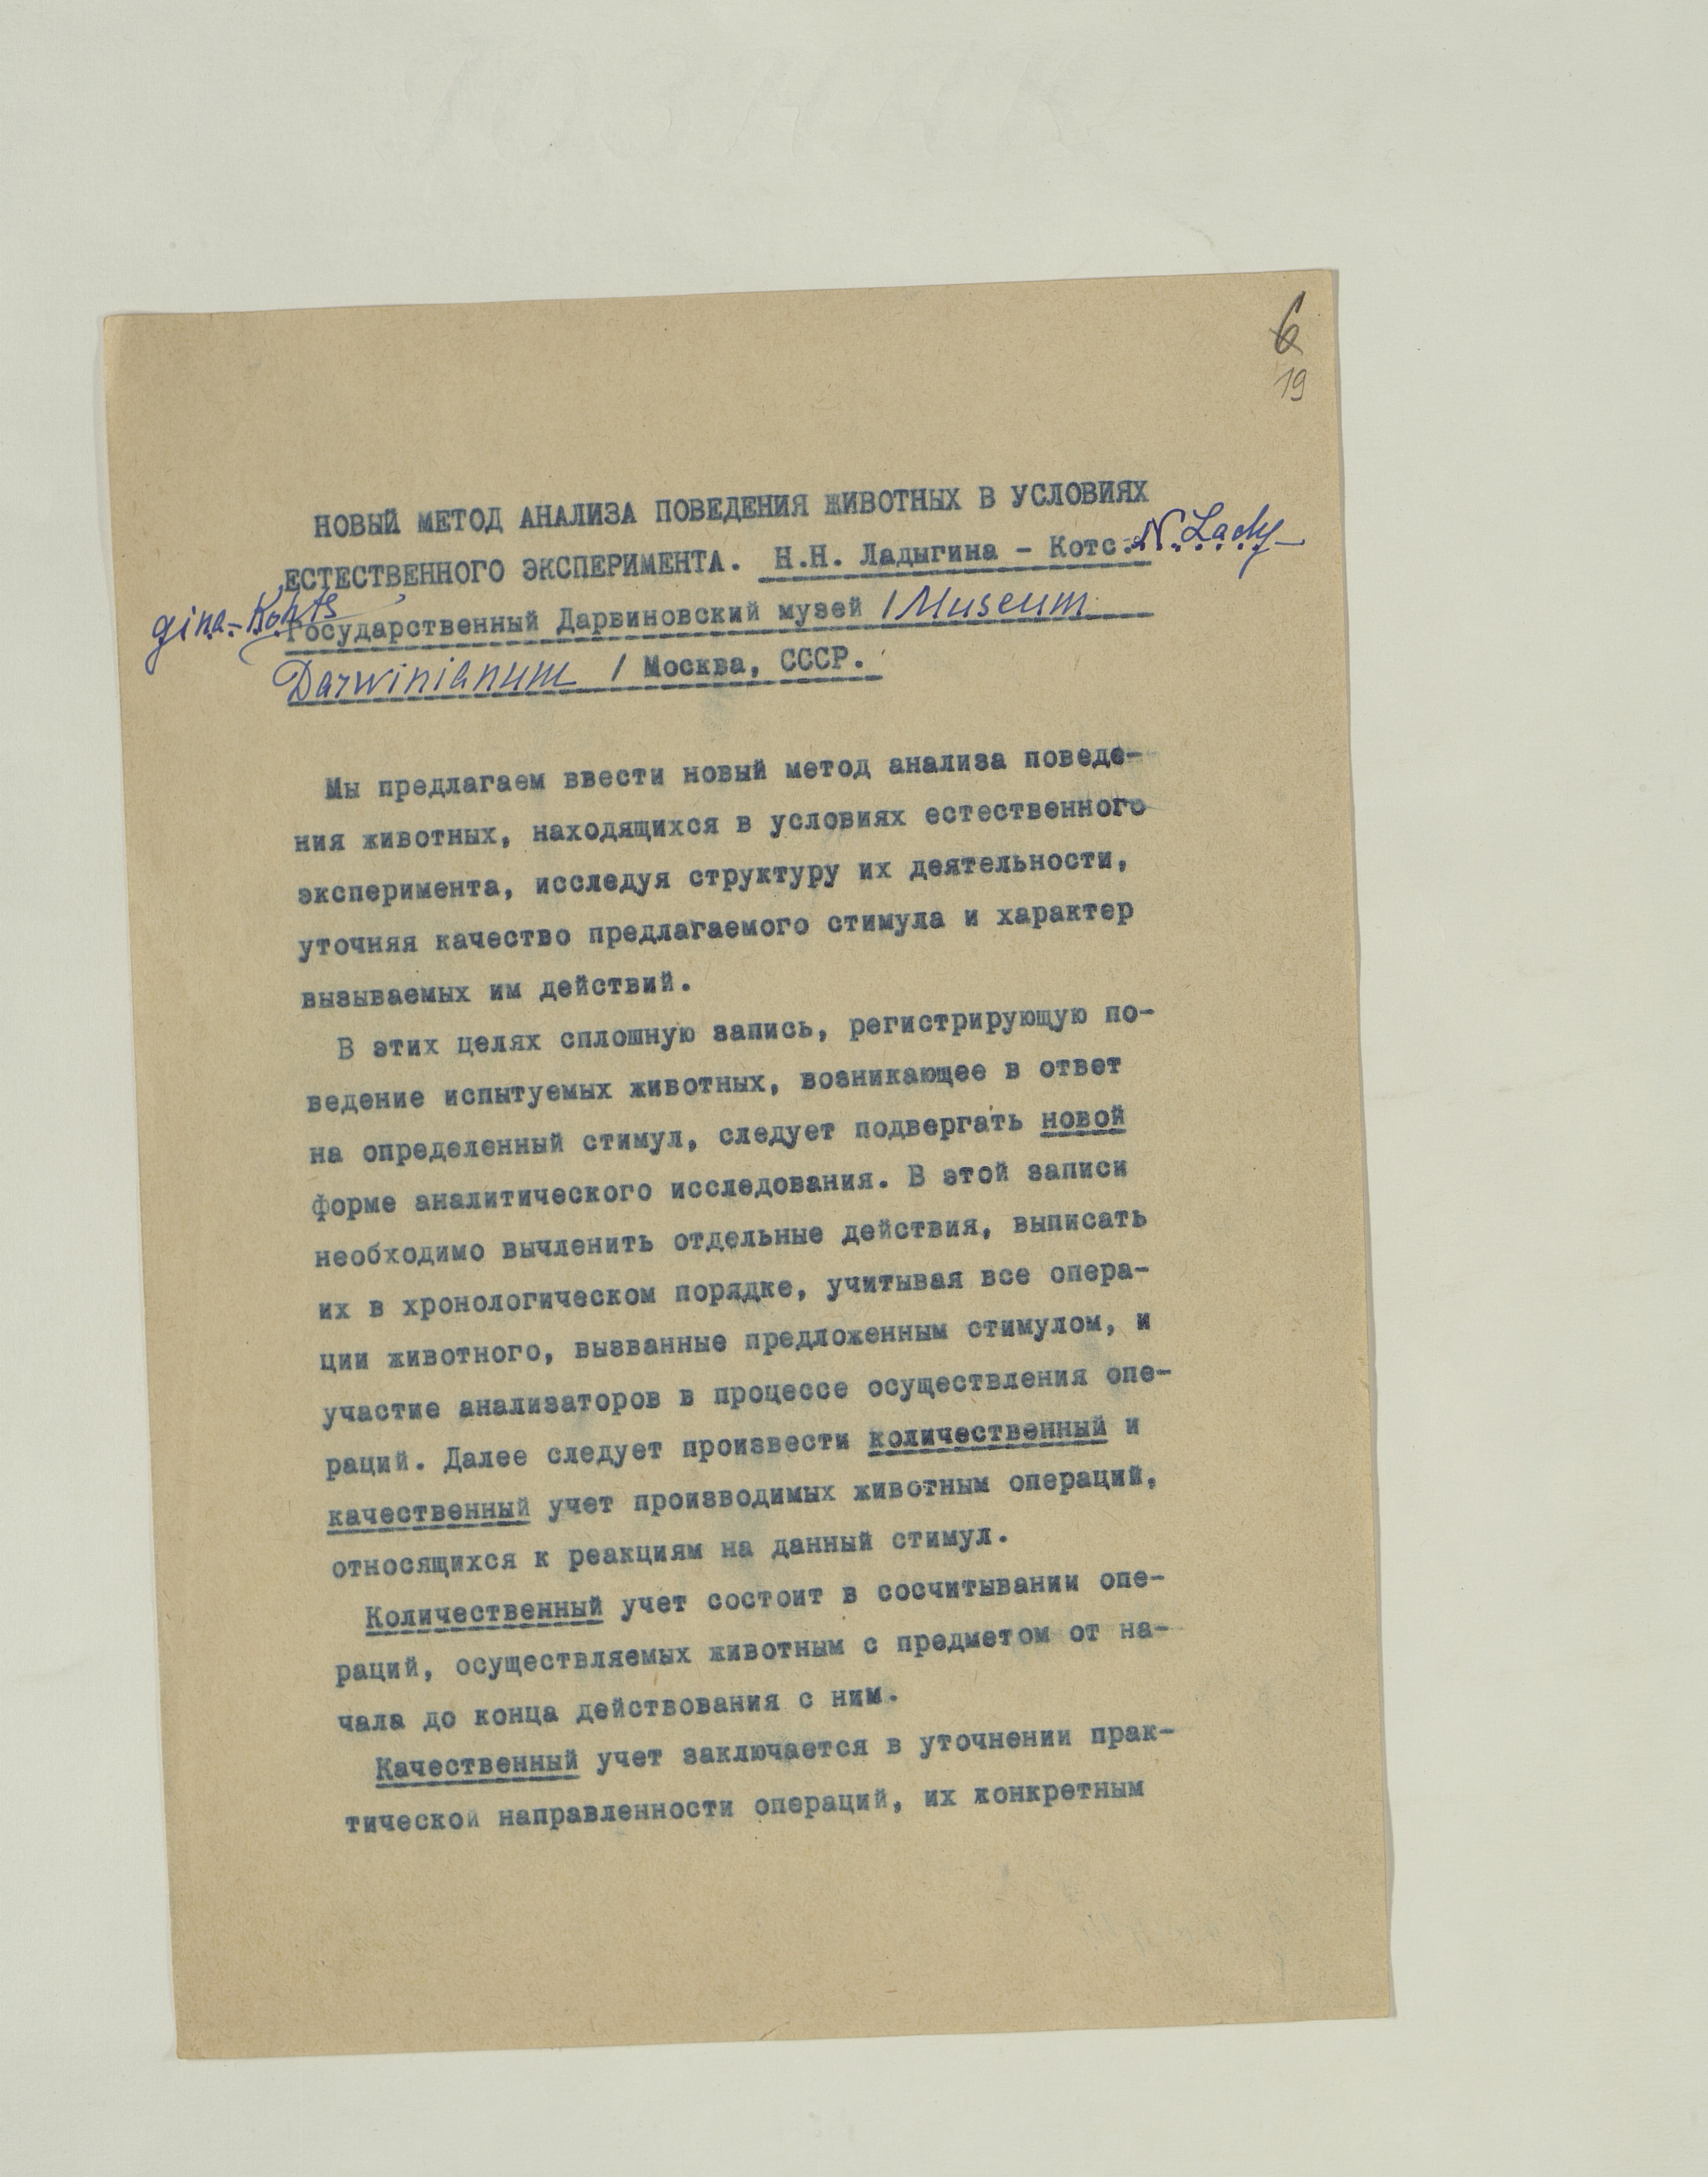 6
19
НОВЫЙ МЕТОД АНАЛИЗА ПОВЕДЕНИЯ ЖИВОТНЫХ В УСЛОВИЯХ
ЕСТЕСТВЕННОГО ЭКСПЕРИМЕНТА. Н.Н. Ладыгина - Котс. N. Lady-
gina-Kohts
Государственный Дарвиновский музей / Museum
Darwinianum / Москва, СССР.
Мы предлагаем ввести новый метод анализа поведе-
ния животных, находящихся в условиях естественного
эксперимента, исследуя структуру их деятельности,
уточняя качество предлагаемого стимула и характер
вызываемых им действий.
В этих целях сплошную запись, регистрирующую по-
ведение испытуемых животных, возникающее в ответ
на определенный стимул, следует подвергать новой
форме аналитического исследования. В этой записи
необходимо вычленить отдельные действия, выписать
их в хронологическом порядке, учитывая все опера-
ции животного, вызванные предложенным стимулом, и
участие анализаторов в процессе осуществления опе-
раций. Далее следует произвести количественный и
качественный учет производимых животным операций,
относящихся к реакциям на данный стимул.
Количественный учет состоит в сосчитывании опе-
раций, осуществляемых животным с предметом от на-
чала до конца действования с ним.
Качественный учет заключается в уточнении прак-
тической направленности операций, их конкретным